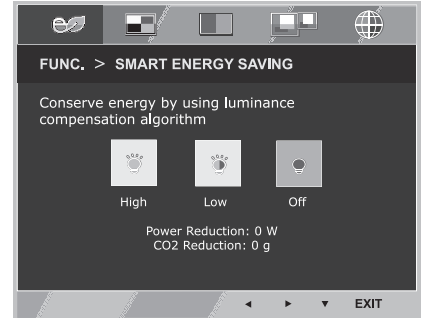 FUNC. > SMART ENERGY SAVING
Conserve energy by using luminance
compensation algorithm
High Low Off
Power Reduction: 0 W
CO2 Reduction: 0 g
EXIT